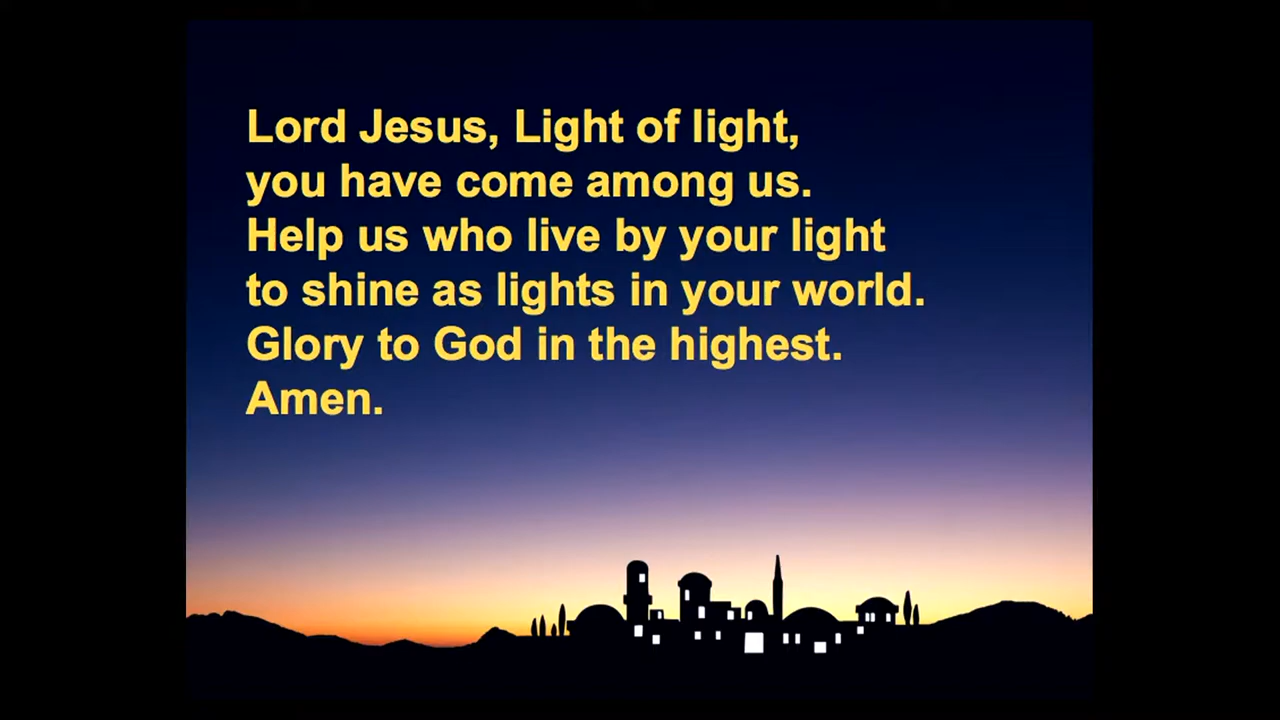 Lord Jesus, Light of light,
you have come among us.
Help us who live by your light
to shine as lights in your world.
Glory to God in the highest.
Amen.